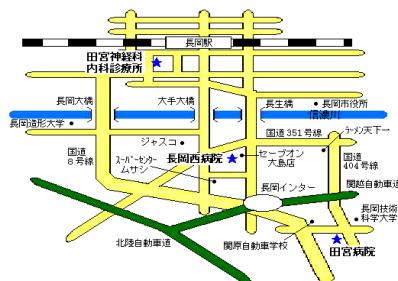 長岡駅
田宮神経科
内科診療所
長岡大橋
大手大橋
長生橋
長岡市役所
信濃川
長岡造形大学
国道351号線
ラーメン天下一
ジャスコ
国道
8号線
スーパーセンター
ムサシ
長岡西病院
セーブオン
大島店
国道
404号線
長岡インター
関越自動車道
長岡技術
科学大学
北陸自動車道
関原自動車学校
田宮病院